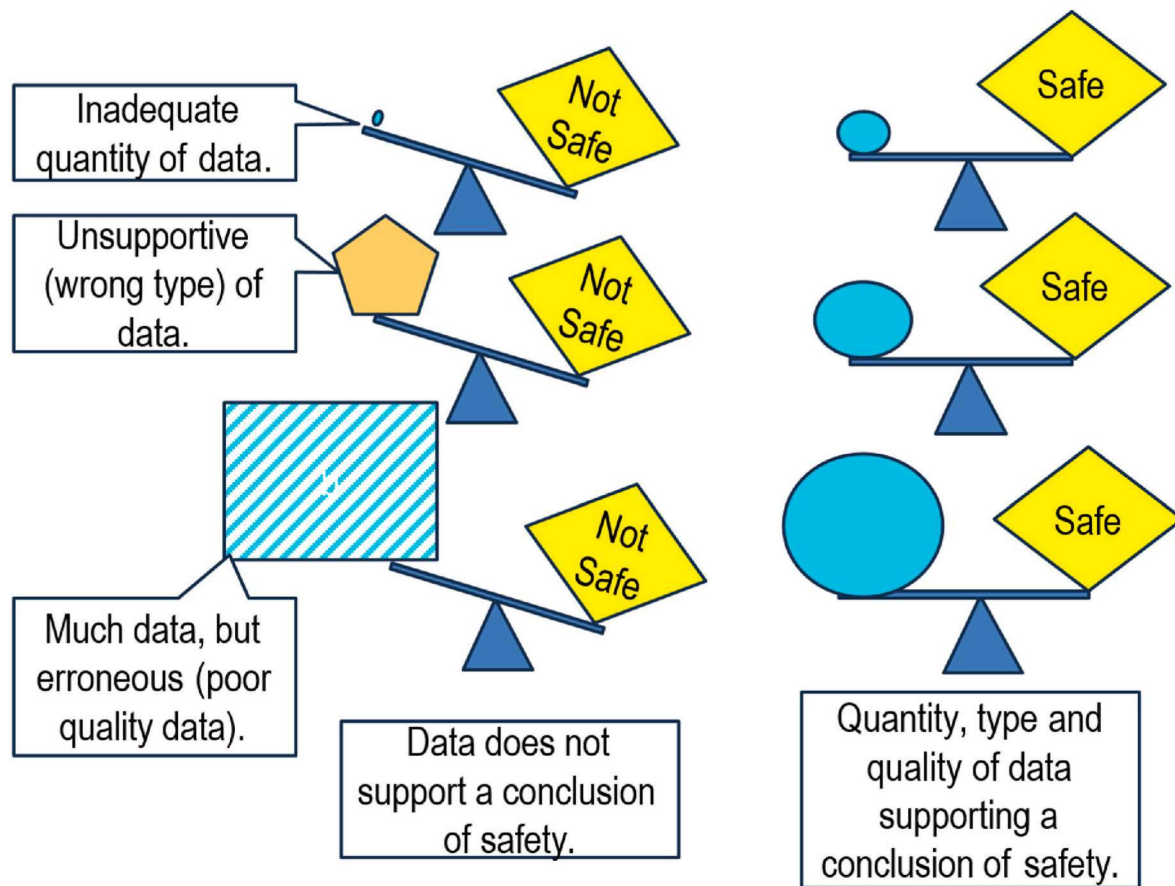 Inadequate
quantity of data.
Not
Safe
Safe
Unsupportive
(wrong type) of
data.
Not
Safe
Safe
Much data, but
erroneous (poor
quality data).
Not
Safe
Safe
Data does not
support a conclusion
of safety.
Quantity, type and
quality of data
supporting a
conclusion of safety.